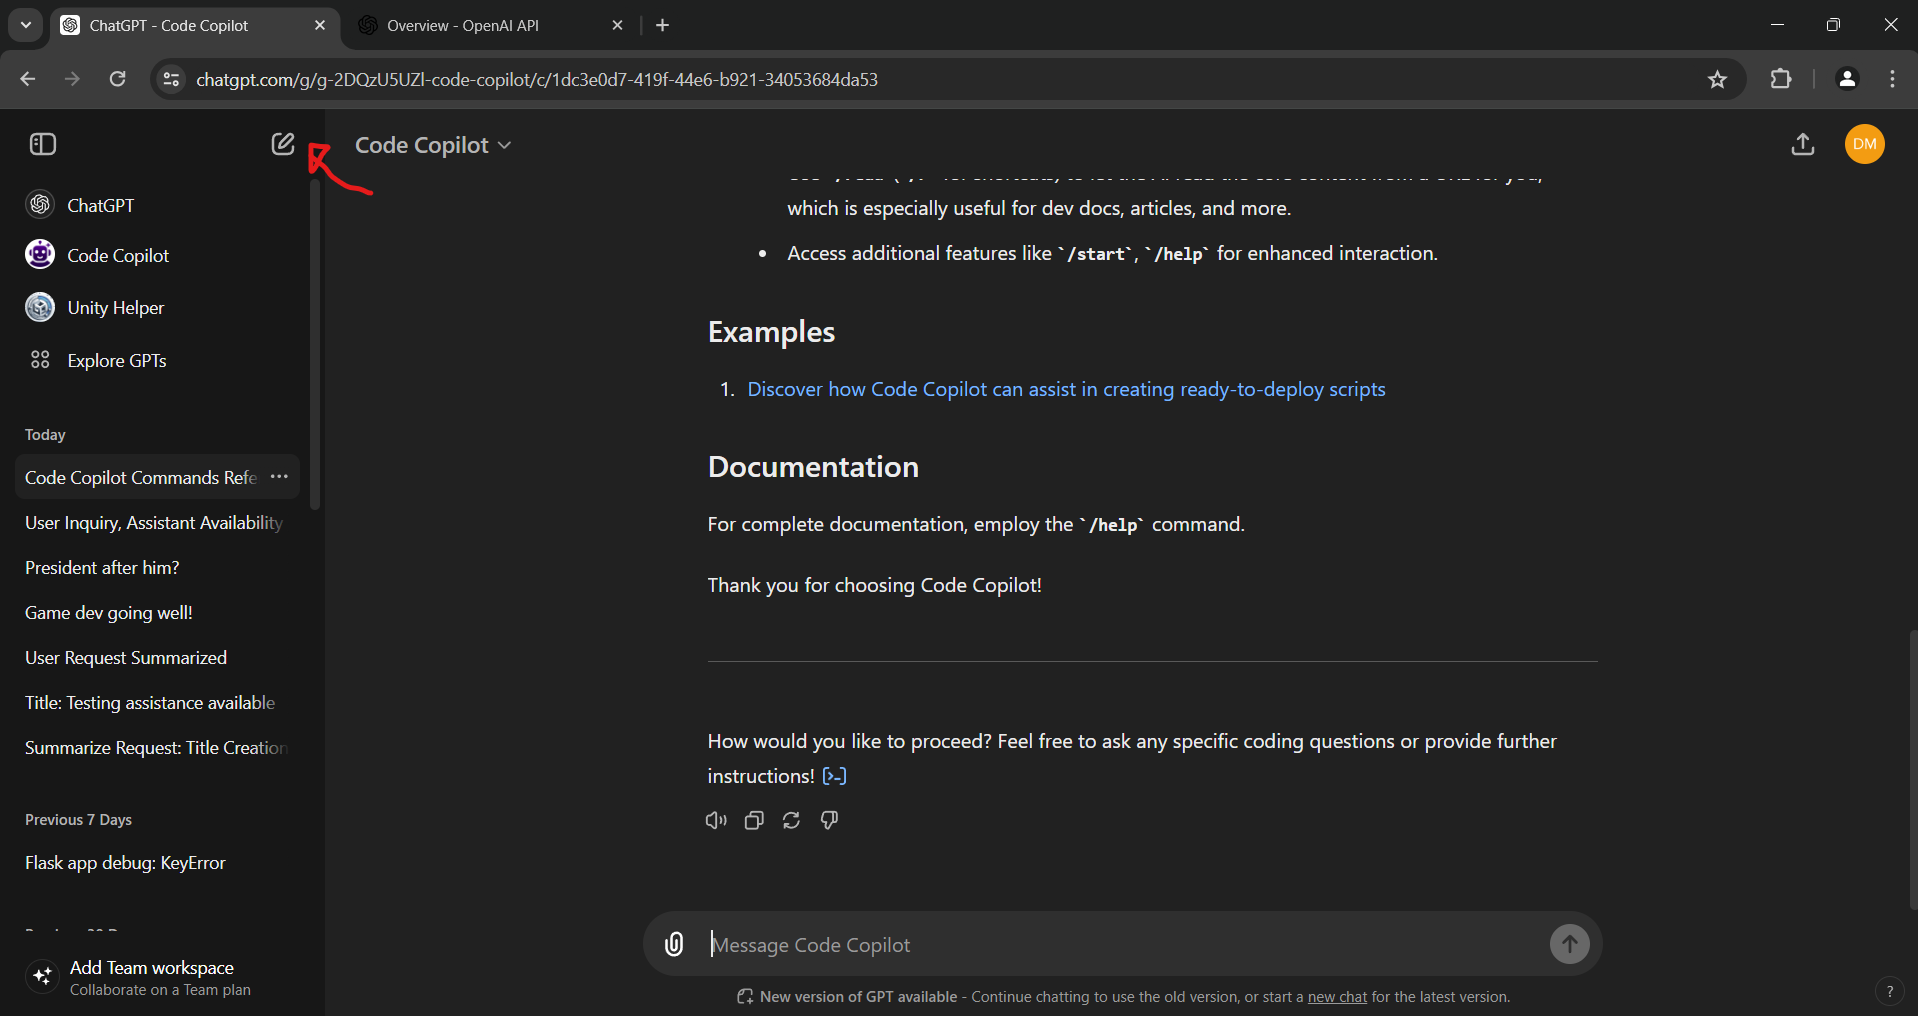 ChatGPT - Code Copilot
Overview - OpenAI API
chatgpt.com/g/g-2DQzU5UZl-code-copilot/c/1dc3e0d7-419f-44e6-b921-34053684da53
Code Copilot
DM
ChatGPT
Code Copilot
Unity Helper
Explore GPTs
Today
Code Copilot Commands Refe
User Inquiry, Assistant Availability
President after him?
Game dev going well!
User Request Summarized
Title: Testing assistance available
Summarize Request: Title Creation
Previous 7 Days
Flask app debug: KeyError
Add Team workspace
Collaborate on a Team plan
which is especially useful for dev docs, articles, and more.
• Access additional features like `/start`, `/help` for enhanced interaction.
Examples
1. Discover how Code Copilot can assist in creating ready-to-deploy scripts
Documentation
For complete documentation, employ the `/help` command.
Thank you for choosing Code Copilot!
How would you like to proceed? Feel free to ask any specific coding questions or provide further
instructions! [>-]
Message Code Copilot
New version of GPT available - Continue chatting to use the old version, or start a new chat for the latest version.
?